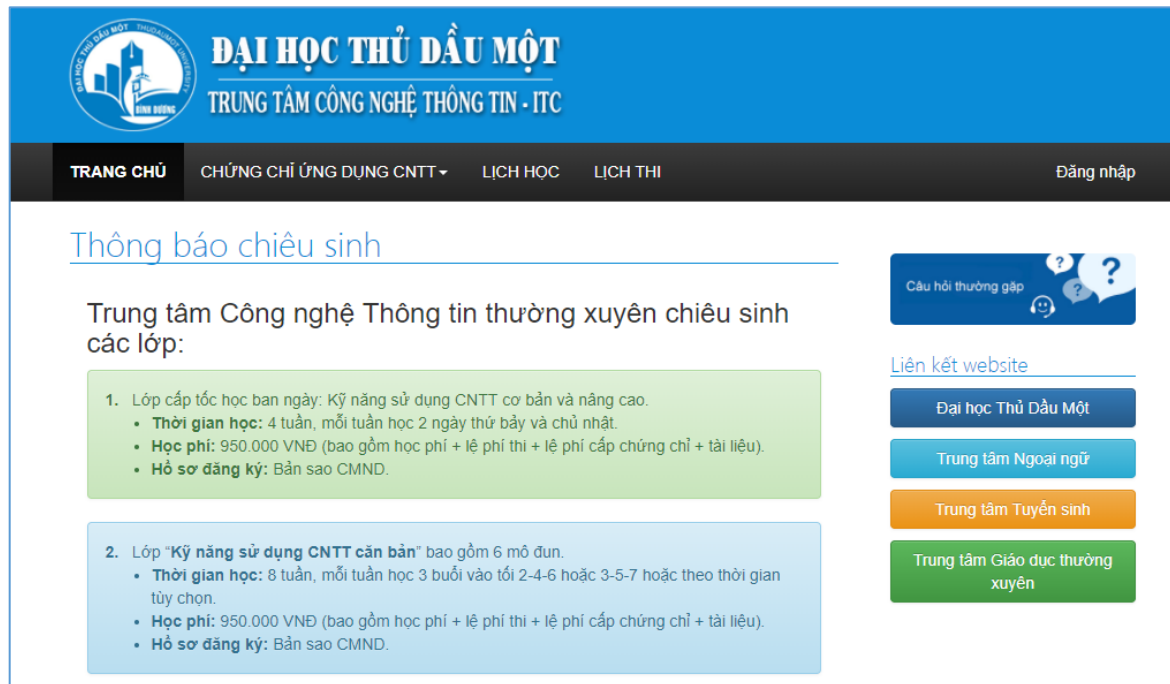 ĐẠI HỌC THỦ DẦU MỘT THUDAUMOT UNIVERSITY
BÌNH DƯƠNG
ĐẠI HỌC THỦ DẦU MỘT
TRUNG TÂM CÔNG NGHỆ THÔNG TIN - ITC
TRANG CHỦ CHỨNG CHỈ ỨNG DỤNG CNTT LỊCH HỌC LỊCH THI Đăng nhập
Thông báo chiêu sinh
Trung tâm Công nghệ Thông tin thường xuyên chiêu sinh
các lớp:
1. Lớp cấp tốc học ban ngày: Kỹ năng sử dụng CNTT cơ bản và nâng cao.
• Thời gian học: 4 tuần, mỗi tuần học 2 ngày thứ bảy và chủ nhật.
• Học phí: 950.000 VNĐ (bao gồm học phí + lệ phí thi + lệ phí cấp chứng chỉ + tài liệu).
• Hồ sơ đăng ký: Bản sao CMND.
2. Lớp “Kỹ năng sử dụng CNTT căn bản” bao gồm 6 mô đun.
• Thời gian học: 8 tuần, mỗi tuần học 3 buổi vào tối 2-4-6 hoặc 3-5-7 hoặc theo thời gian
tùy chọn.
• Học phí: 950.000 VNĐ (bao gồm học phí + lệ phí thi + lệ phí cấp chứng chỉ + tài liệu).
• Hồ sơ đăng ký: Bản sao CMND.
Câu hỏi thường gặp
? ? ?
Liên kết website
Đại học Thủ Dầu Một
Trung tâm Ngoại ngữ
Trung tâm Tuyển sinh
Trung tâm Giáo dục thường
xuyên